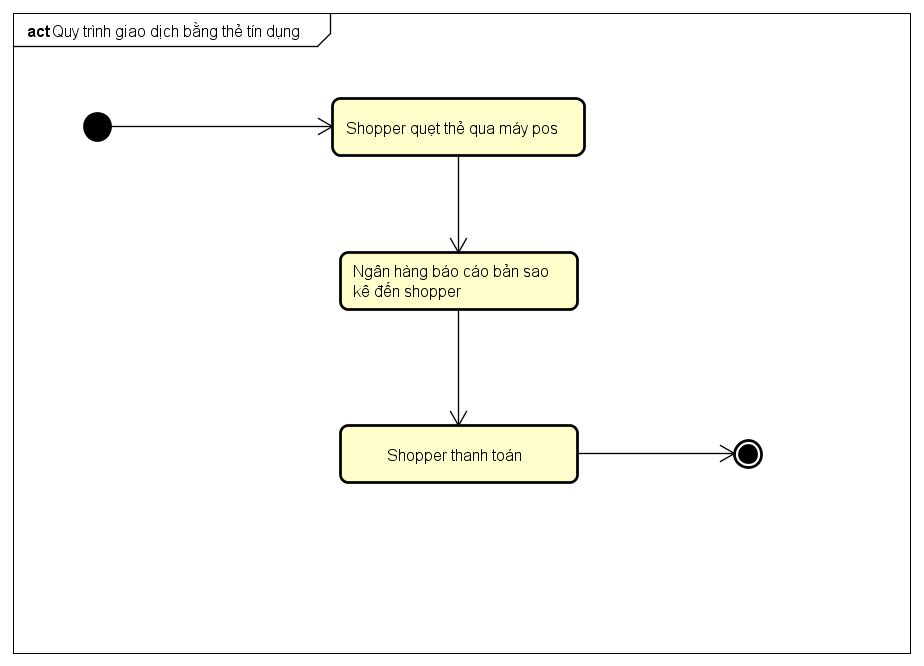 act Quy trình giao dịch bằng thẻ tín dụng
Shopper quẹt thẻ qua máy pos
Ngân hàng báo cáo bản sao
kê đến shopper
Shopper thanh toán